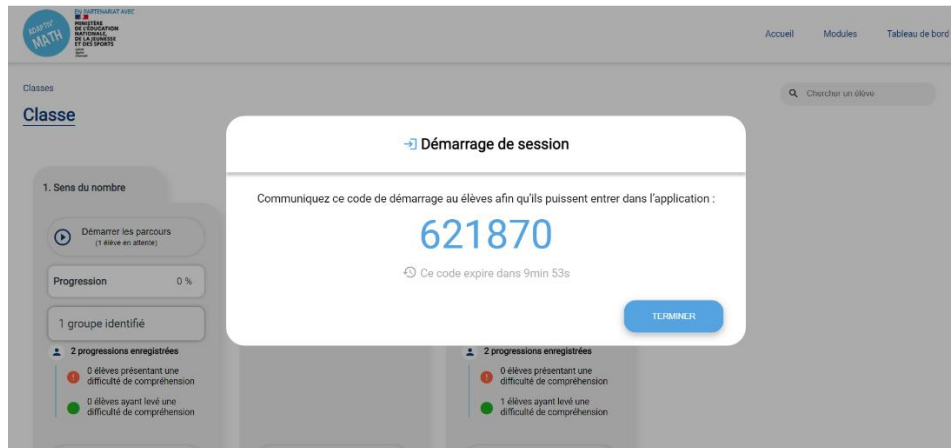 ADAPTIV'
MATH
EN PARTENARIAT AVEC
MINISTÈRE
DE L'ÉDUCATION
NATIONALE,
DE LA JEUNESSE
ET DES SPORTS
Accueil Modules Tableau de bord
Classes
Chercher un élève
Classe
Démarrage de session
1. Sens du nombre
Communiquez ce code de démarrage au élèves afin qu'ils puissent entrer dans l'application :
621870
Démarrer les parcours
(1 élève en attente)
Ce code expire dans 9min 53s
Progression 0 %
TERMINER
1 groupe identifié
2 progressions enregistrées
0 élèves présentant une
difficulté de compréhension
0 élèves ayant levé une
difficulté de compréhension
2 progressions enregistrées
0 élèves présentant une
difficulté de compréhension
1 élèves ayant levé une
difficulté de compréhension